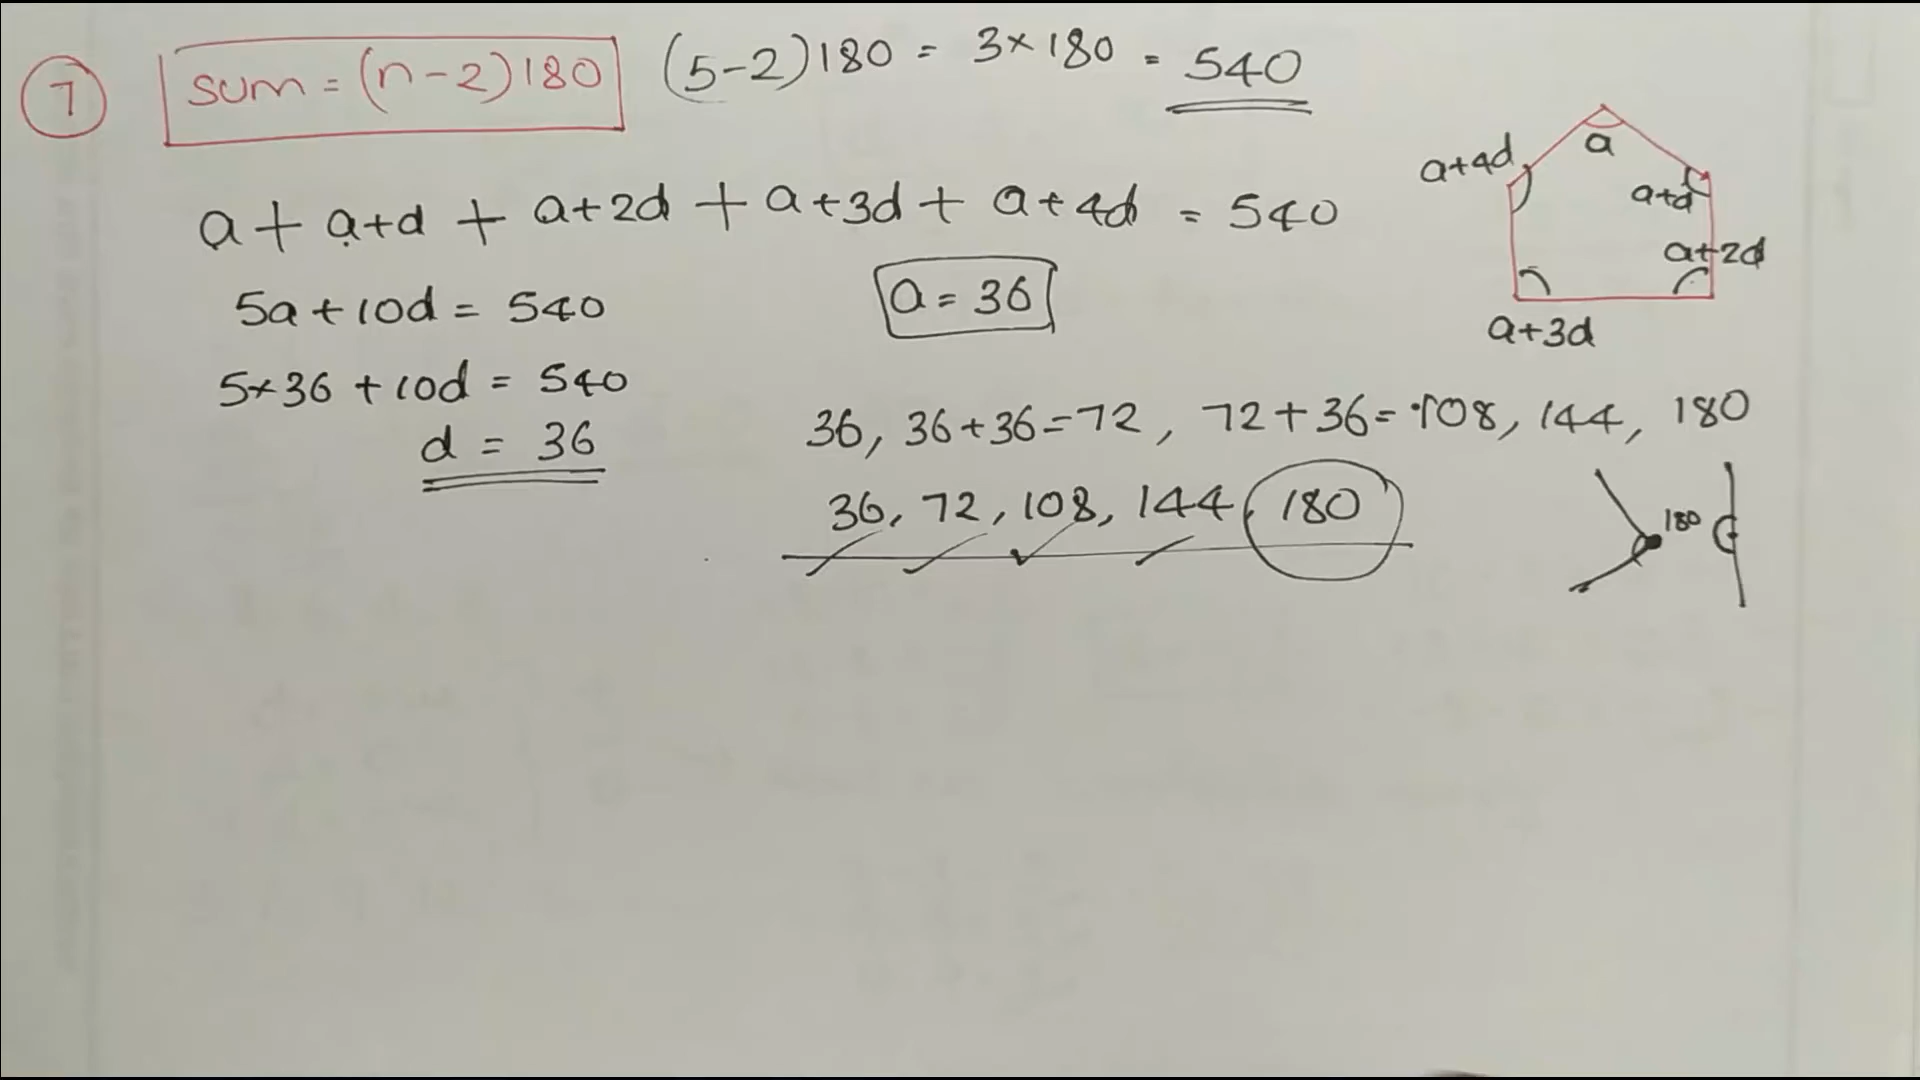 7 sum = (n-2)180 (5-2)180 = 3×180 = 540
a + a+d + a+2d + a+3d + a+4d = 540
5a + 10d = 540
a = 36
5×36 + 10d = 540
d = 36
a
a+4d
a+d
a+2d
a+3d
36, 36+36=72, 72+36=108, 144, 180
36, 72, 108, 144, 180
180